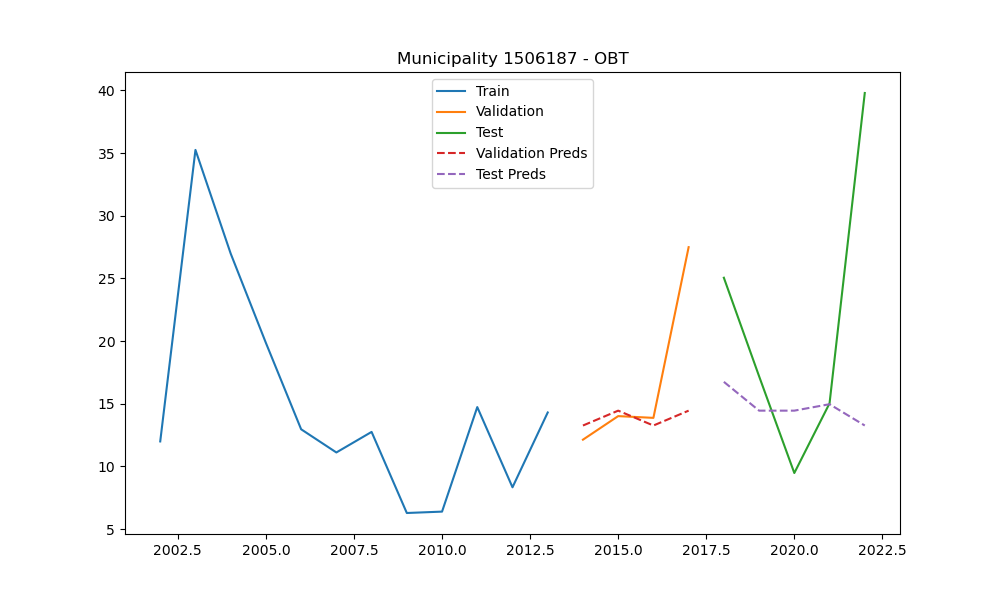 Municipality 1506187 - OBT
Train
Validation
Test
Validation Preds
Test Preds
40
35
30
25
20
15
10
5
2002.5 2005.0 2007.5 2010.0 2012.5 2015.0 2017.5 2020.0 2022.5